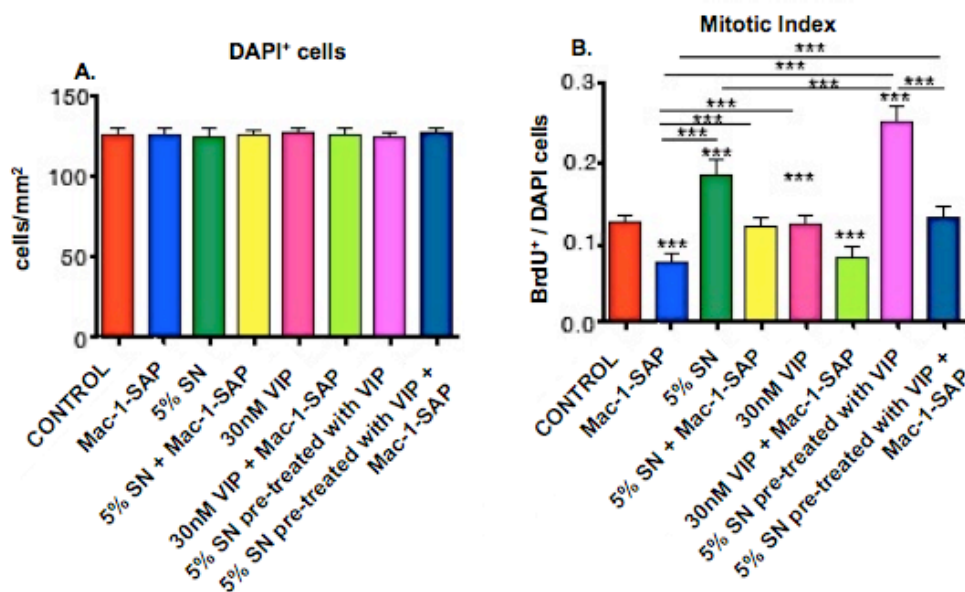 DAPI⁺ cells
A.
150
100
50
0
cells/mm²
CONTROL
Mac-1-SAP
5% SN
5% SN + Mac-1-SAP
30nM VIP
30nM VIP + Mac-1-SAP
5% SN pre-treated with VIP
5% SN pre-treated with VIP +
Mac-1-SAP
Mitotic Index
B.
***
***
***
***
***
***
***
***
***
***
***
***
0.3
0.2
0.1
0.0
BrdU⁺ / DAPI cells
CONTROL
Mac-1-SAP
5% SN
5% SN + Mac-1-SAP
30nM VIP
30nM VIP + Mac-1-SAP
5% SN pre-treated with VIP
5% SN pre-treated with VIP +
Mac-1-SAP